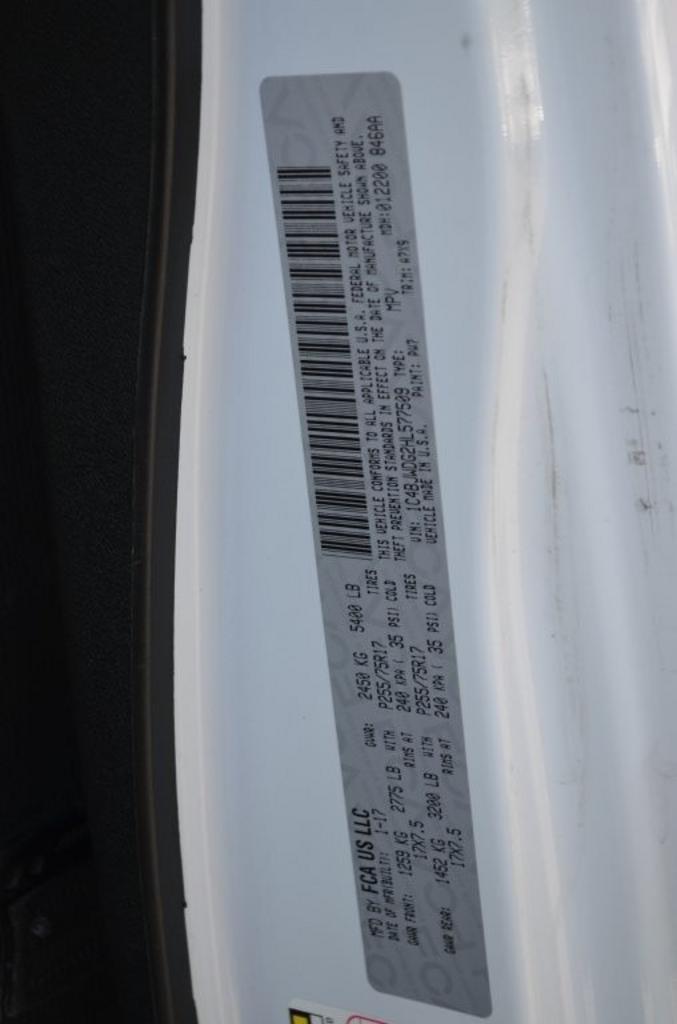 MFD BY FCA US LLC
DATE OF MFR(BUILT): 1-17 GVWR: 2450 KG 5400 LB
GAWR FRONT: 1259 KG 2775 LB WITH P255/75R17 TIRES
17X7.5 RIMS AT 240 KPA ( 35 PSI) COLD
GAWR REAR: 1452 KG 3200 LB WITH P255/75R17 TIRES
17X7.5 RIMS AT 240 KPA ( 35 PSI) COLD
THIS VEHICLE CONFORMS TO ALL APPLICABLE U.S.A. FEDERAL MOTOR VEHICLE SAFETY AND
THEFT PREVENTION STANDARDS IN EFFECT ON THE DATE OF MANUFACTURE SHOWN ABOVE.
VIN: 1C4BJWDG2HL577509 TYPE: MPV MDH:012200 846AA
VEHICLE MADE IN U.S.A. PAINT: PW7 TRIM: A7X9